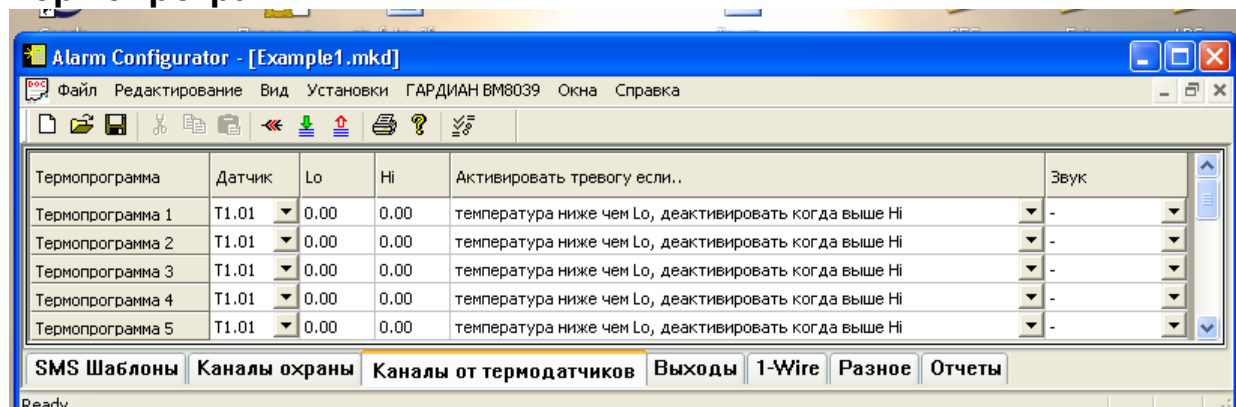 Alarm Configurator - [Example1.mkd]
Файл Редактирование Вид Установки ГАРДИАН ВМ8039 Окна Справка
Термопрограмма Датчик Lo Hi Активировать тревогу если.. Звук
Термопрограмма 1 T1.01 0.00 0.00 температура ниже чем Lo, деактивировать когда выше Hi -
Термопрограмма 2 T1.01 0.00 0.00 температура ниже чем Lo, деактивировать когда выше Hi -
Термопрограмма 3 T1.01 0.00 0.00 температура ниже чем Lo, деактивировать когда выше Hi -
Термопрограмма 4 T1.01 0.00 0.00 температура ниже чем Lo, деактивировать когда выше Hi -
Термопрограмма 5 T1.01 0.00 0.00 температура ниже чем Lo, деактивировать когда выше Hi -
SMS Шаблоны Каналы охраны Каналы от термодатчиков Выходы 1-Wire Разное Отчеты
Ready